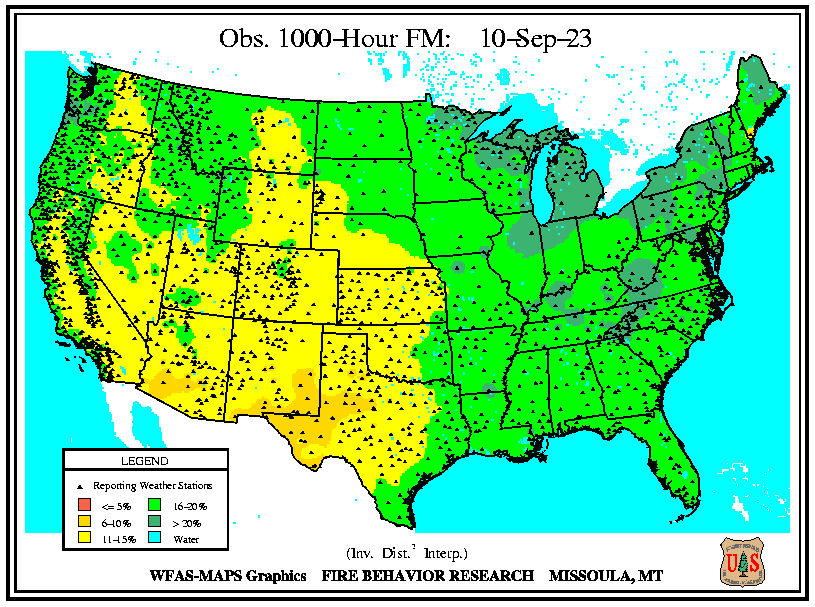 Obs. 1000-Hour FM: 10-Sep-23
LEGEND
Reporting Weather Stations
<= 5% 16-20%
6-10% > 20%
11-15% Water
(Inv. Dist.² Interp.)
WFAS-MAPS Graphics FIRE BEHAVIOR RESEARCH MISSOULA, MT
U S